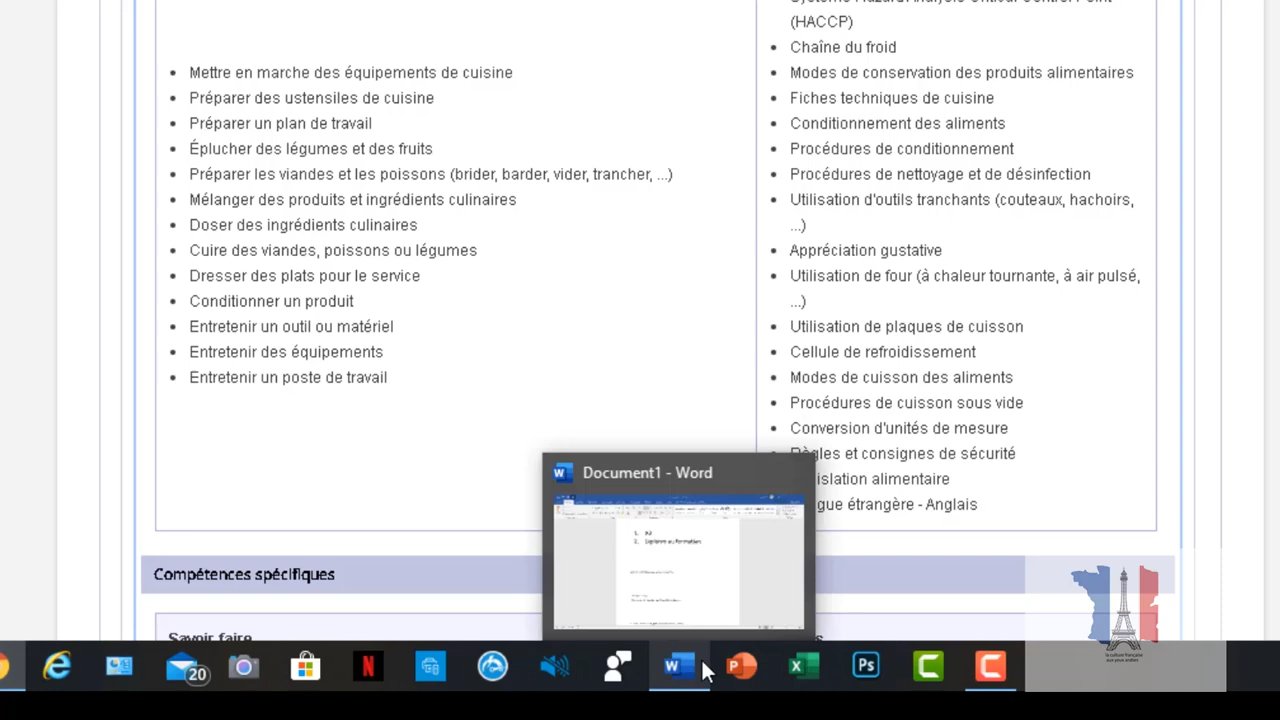 (HACCP)
Chaîne du froid
Mettre en marche des équipements de cuisine
Modes de conservation des produits alimentaires
Préparer des ustensiles de cuisine
Fiches techniques de cuisine
Préparer un plan de travail
Conditionnement des aliments
Éplucher des légumes et des fruits
Procédures de conditionnement
Préparer les viandes et les poissons (brider, barder, vider, trancher, ...)
Procédures de nettoyage et de désinfection
Mélanger des produits et ingrédients culinaires
Utilisation d'outils tranchants (couteaux, hachoirs,
...)
Doser des ingrédients culinaires
Cuire des viandes, poissons ou légumes
Appréciation gustative
Dresser des plats pour le service
Utilisation de four (à chaleur tournante, à air pulsé,
...)
Conditionner un produit
Entretenir un outil ou matériel
Utilisation de plaques de cuisson
Entretenir des équipements
Cellule de refroidissement
Entretenir un poste de travail
Modes de cuisson des aliments
Procédures de cuisson sous vide
Conversion d'unités de mesure
Règles et consignes de sécurité
Document1 - Word
islation alimentaire
gue étrangère - Anglais
Compétences spécifiques
Savoir faire
20
la culture française
aux yeux arabes